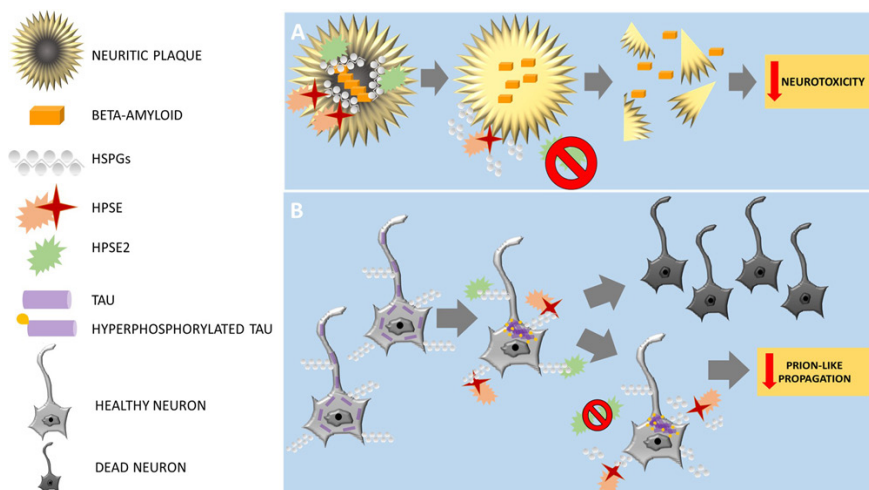 NEURITIC PLAQUE
BETA-AMYLOID
HSPGs
HPSE
HPSE2
TAU
HYPERPHOSPHORYLATED TAU
HEALTHY NEURON
DEAD NEURON
A
NEUROTOXICITY
B
PRION-LIKE
PROPAGATION